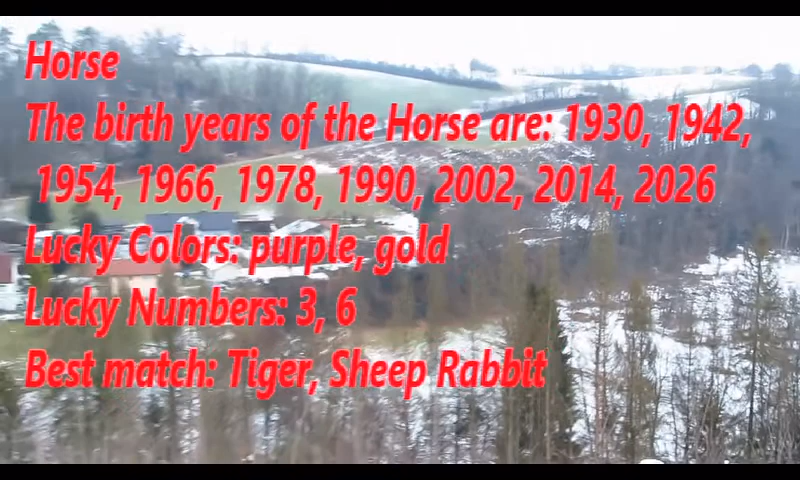 Horse
The birth years of the Horse are: 1930, 1942,
1954, 1966, 1978, 1990, 2002, 2014, 2026
Lucky Colors: purple, gold
Lucky Numbers: 3, 6
Best match: Tiger, Sheep Rabbit